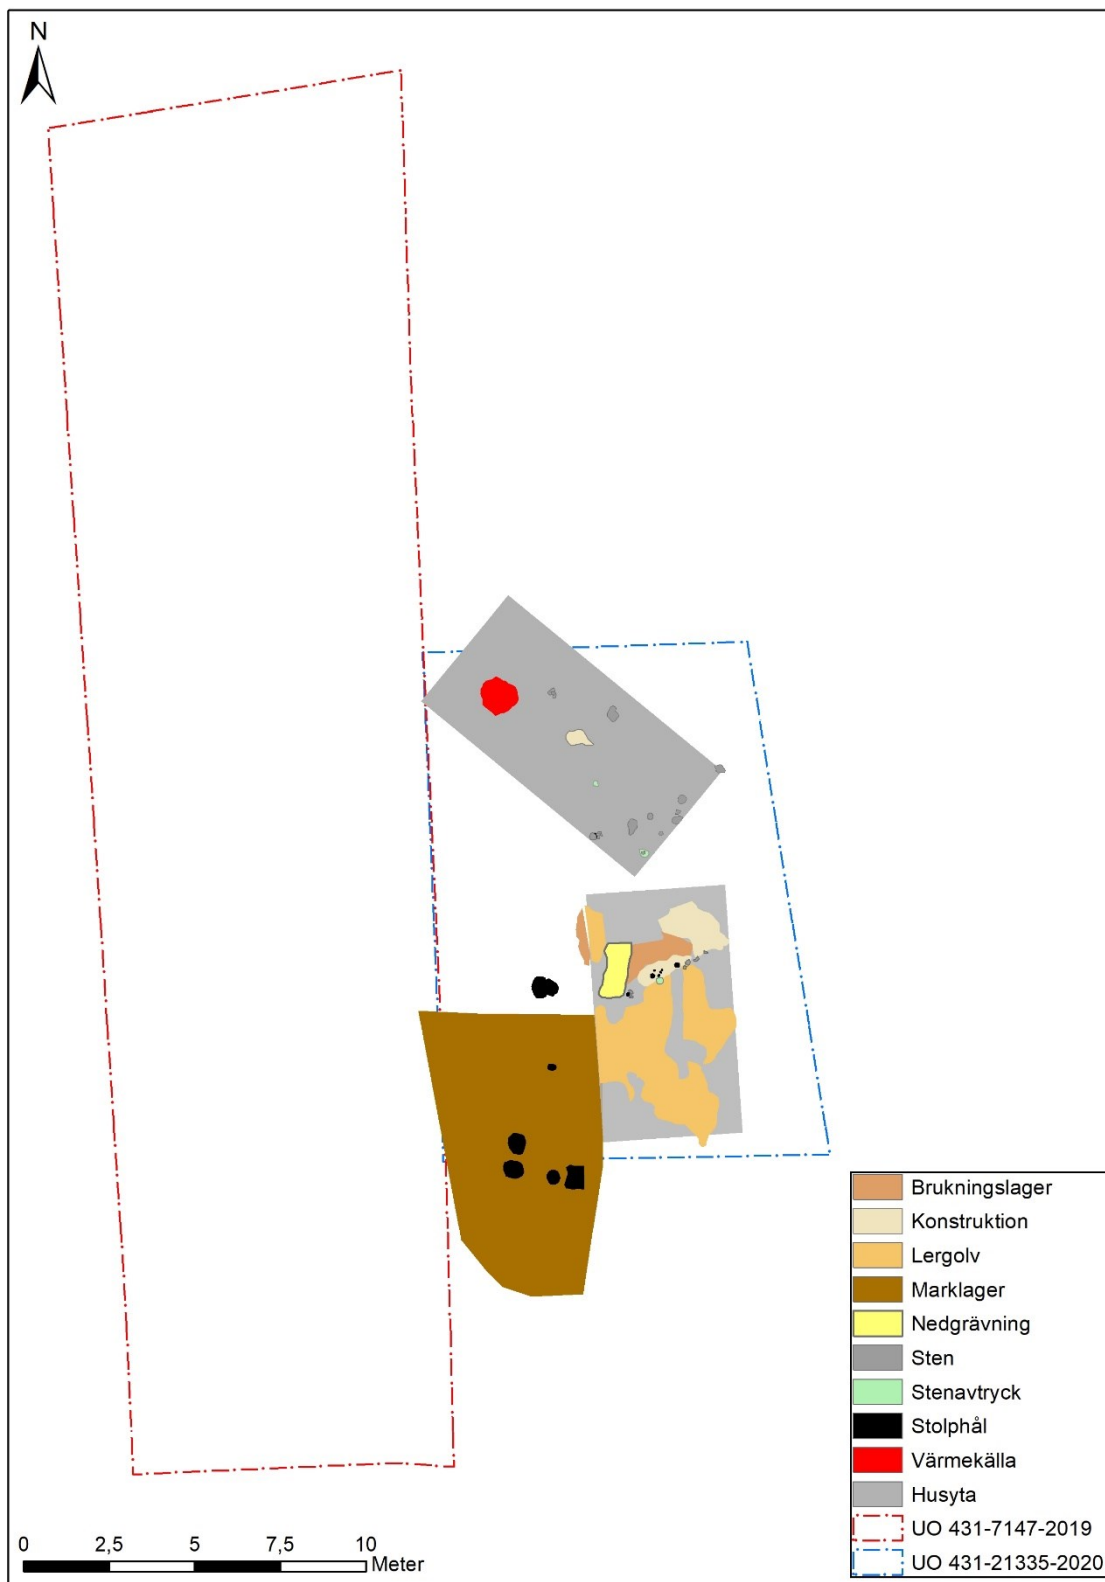 N
Brukningslager
Konstruktion
Lergolv
Marklager
Nedgrävning
Sten
Stenavtryck
Stolphål
Värmekälla
Husyta
UO 431-7147-2019
UO 431-21335-2020
0 2,5 5 7,5 10
Meter